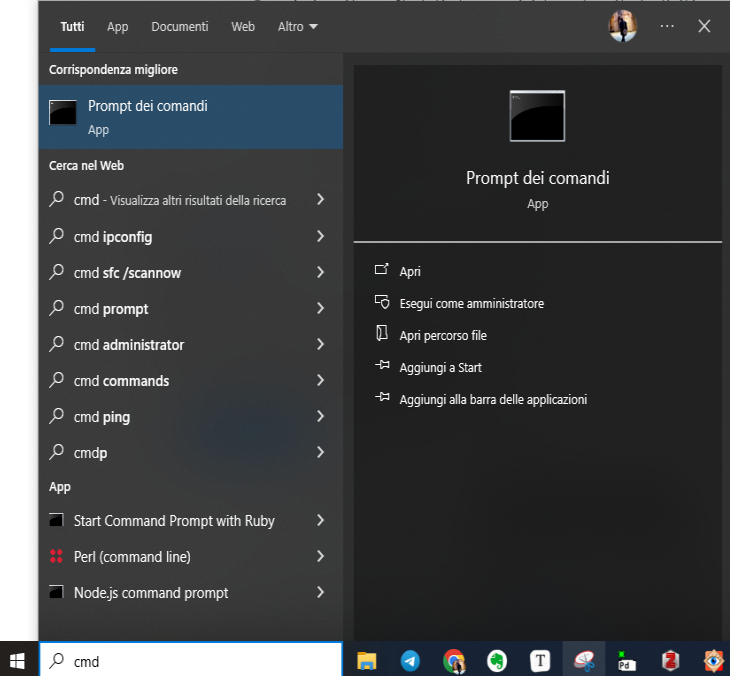 Tutti App Documenti Web Altro
Corrispondenza migliore
Prompt dei comandi
App
Cerca nel Web
cmd - Visualizza altri risultati della ricerca
cmd ipconfig
cmd sfc /scannow
cmd prompt
cmd administrator
cmd commands
cmd ping
cmdp
App
Start Command Prompt with Ruby
Perl (command line)
Node.js command prompt
Prompt dei comandi
App
Apri
Esegui come amministratore
Apri percorso file
Aggiungi a Start
Aggiungi alla barra delle applicazioni
cmd
T
Pd
Z